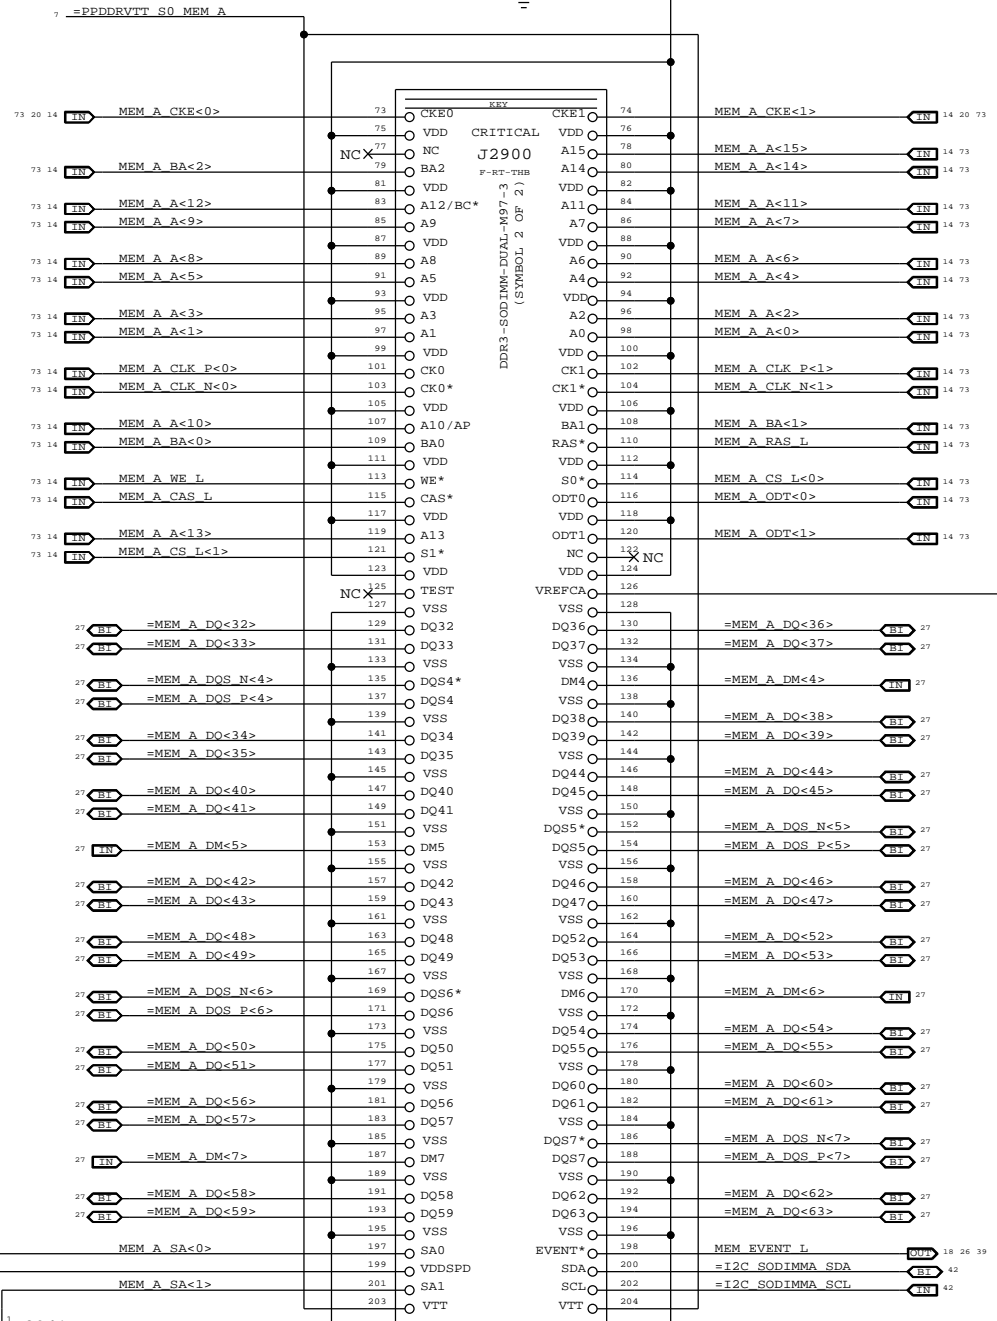 7 =PPDDRVTT_S0_MEM_A
KEY
CRITICAL
J2900
F-RT-THB
DDR3-SODIMM-DUAL-M97-3
(SYMBOL 2 OF 2)
73 20 14 IN MEM_A_CKE<0> 73 CKE0 CKE1 74 MEM_A_CKE<1> IN 14 20 73
75 VDD VDD 76
NC 77 NC A15 78 MEM_A_A<15> IN 14 73
73 14 IN MEM_A_BA<2> 79 BA2 A14 80 MEM_A_A<14> IN 14 73
81 VDD VDD 82
73 14 IN MEM_A_A<12> 83 A12/BC* A11 84 MEM_A_A<11> IN 14 73
73 14 IN MEM_A_A<9> 85 A9 A7 86 MEM_A_A<7> IN 14 73
87 VDD VDD 88
73 14 IN MEM_A_A<8> 89 A8 A6 90 MEM_A_A<6> IN 14 73
73 14 IN MEM_A_A<5> 91 A5 A4 92 MEM_A_A<4> IN 14 73
93 VDD VDD 94
73 14 IN MEM_A_A<3> 95 A3 A2 96 MEM_A_A<2> IN 14 73
73 14 IN MEM_A_A<1> 97 A1 A0 98 MEM_A_A<0> IN 14 73
99 VDD VDD 100
73 14 IN MEM_A_CLK_P<0> 101 CK0 CK1 102 MEM_A_CLK_P<1> IN 14 73
73 14 IN MEM_A_CLK_N<0> 103 CK0* CK1* 104 MEM_A_CLK_N<1> IN 14 73
105 VDD VDD 106
73 14 IN MEM_A_A<10> 107 A10/AP BA1 108 MEM_A_BA<1> IN 14 73
73 14 IN MEM_A_BA<0> 109 BA0 RAS* 110 MEM_A_RAS_L IN 14 73
111 VDD VDD 112
73 14 IN MEM_A_WE_L 113 WE* S0* 114 MEM_A_CS_L<0> IN 14 73
73 14 IN MEM_A_CAS_L 115 CAS* ODT0 116 MEM_A_ODT<0> IN 14 73
117 VDD VDD 118
73 14 IN MEM_A_A<13> 119 A13 ODT1 120 MEM_A_ODT<1> IN 14 73
73 14 IN MEM_A_CS_L<1> 121 S1* NC 122 NC
123 VDD VDD 124
NC 125 TEST VREFCA 126
127 VSS VSS 128
27 BI =MEM_A_DQ<32> 129 DQ32 DQ36 130 =MEM_A_DQ<36> BI 27
27 BI =MEM_A_DQ<33> 131 DQ33 DQ37 132 =MEM_A_DQ<37> BI 27
133 VSS VSS 134
27 BI =MEM_A_DQS_N<4> 135 DQS4* DM4 136 =MEM_A_DM<4> IN 27
27 BI =MEM_A_DQS_P<4> 137 DQS4 VSS 138
139 VSS DQ38 140 =MEM_A_DQ<38> BI 27
27 BI =MEM_A_DQ<34> 141 DQ34 DQ39 142 =MEM_A_DQ<39> BI 27
27 BI =MEM_A_DQ<35> 143 DQ35 VSS 144
145 VSS DQ44 146 =MEM_A_DQ<44> BI 27
27 BI =MEM_A_DQ<40> 147 DQ40 DQ45 148 =MEM_A_DQ<45> BI 27
27 BI =MEM_A_DQ<41> 149 DQ41 VSS 150
151 VSS DQS5* 152 =MEM_A_DQS_N<5> BI 27
27 IN =MEM_A_DM<5> 153 DM5 DQS5 154 =MEM_A_DQS_P<5> BI 27
155 VSS VSS 156
27 BI =MEM_A_DQ<42> 157 DQ42 DQ46 158 =MEM_A_DQ<46> BI 27
27 BI =MEM_A_DQ<43> 159 DQ43 DQ47 160 =MEM_A_DQ<47> BI 27
161 VSS VSS 162
27 BI =MEM_A_DQ<48> 163 DQ48 DQ52 164 =MEM_A_DQ<52> BI 27
27 BI =MEM_A_DQ<49> 165 DQ49 DQ53 166 =MEM_A_DQ<53> BI 27
167 VSS VSS 168
27 BI =MEM_A_DQS_N<6> 169 DQS6* DM6 170 =MEM_A_DM<6> IN 27
27 BI =MEM_A_DQS_P<6> 171 DQS6 VSS 172
173 VSS DQ54 174 =MEM_A_DQ<54> BI 27
27 BI =MEM_A_DQ<50> 175 DQ50 DQ55 176 =MEM_A_DQ<55> BI 27
27 BI =MEM_A_DQ<51> 177 DQ51 VSS 178
179 VSS DQ60 180 =MEM_A_DQ<60> BI 27
27 BI =MEM_A_DQ<56> 181 DQ56 DQ61 182 =MEM_A_DQ<61> BI 27
27 BI =MEM_A_DQ<57> 183 DQ57 VSS 184
185 VSS DQS7* 186 =MEM_A_DQS_N<7> BI 27
27 IN =MEM_A_DM<7> 187 DM7 DQS7 188 =MEM_A_DQS_P<7> BI 27
189 VSS VSS 190
27 BI =MEM_A_DQ<58> 191 DQ58 DQ62 192 =MEM_A_DQ<62> BI 27
27 BI =MEM_A_DQ<59> 193 DQ59 DQ63 194 =MEM_A_DQ<63> BI 27
195 VSS VSS 196
MEM_A_SA<0> 197 SA0 EVENT* 198 MEM_EVENT_L OUT 18 26 39
199 VDDSPD SDA 200 =I2C_SODIMMA_SDA BI 42
MEM_A_SA<1> 201 SA1 SCL 202 =I2C_SODIMMA_SCL IN 42
203 VTT VTT 204
1